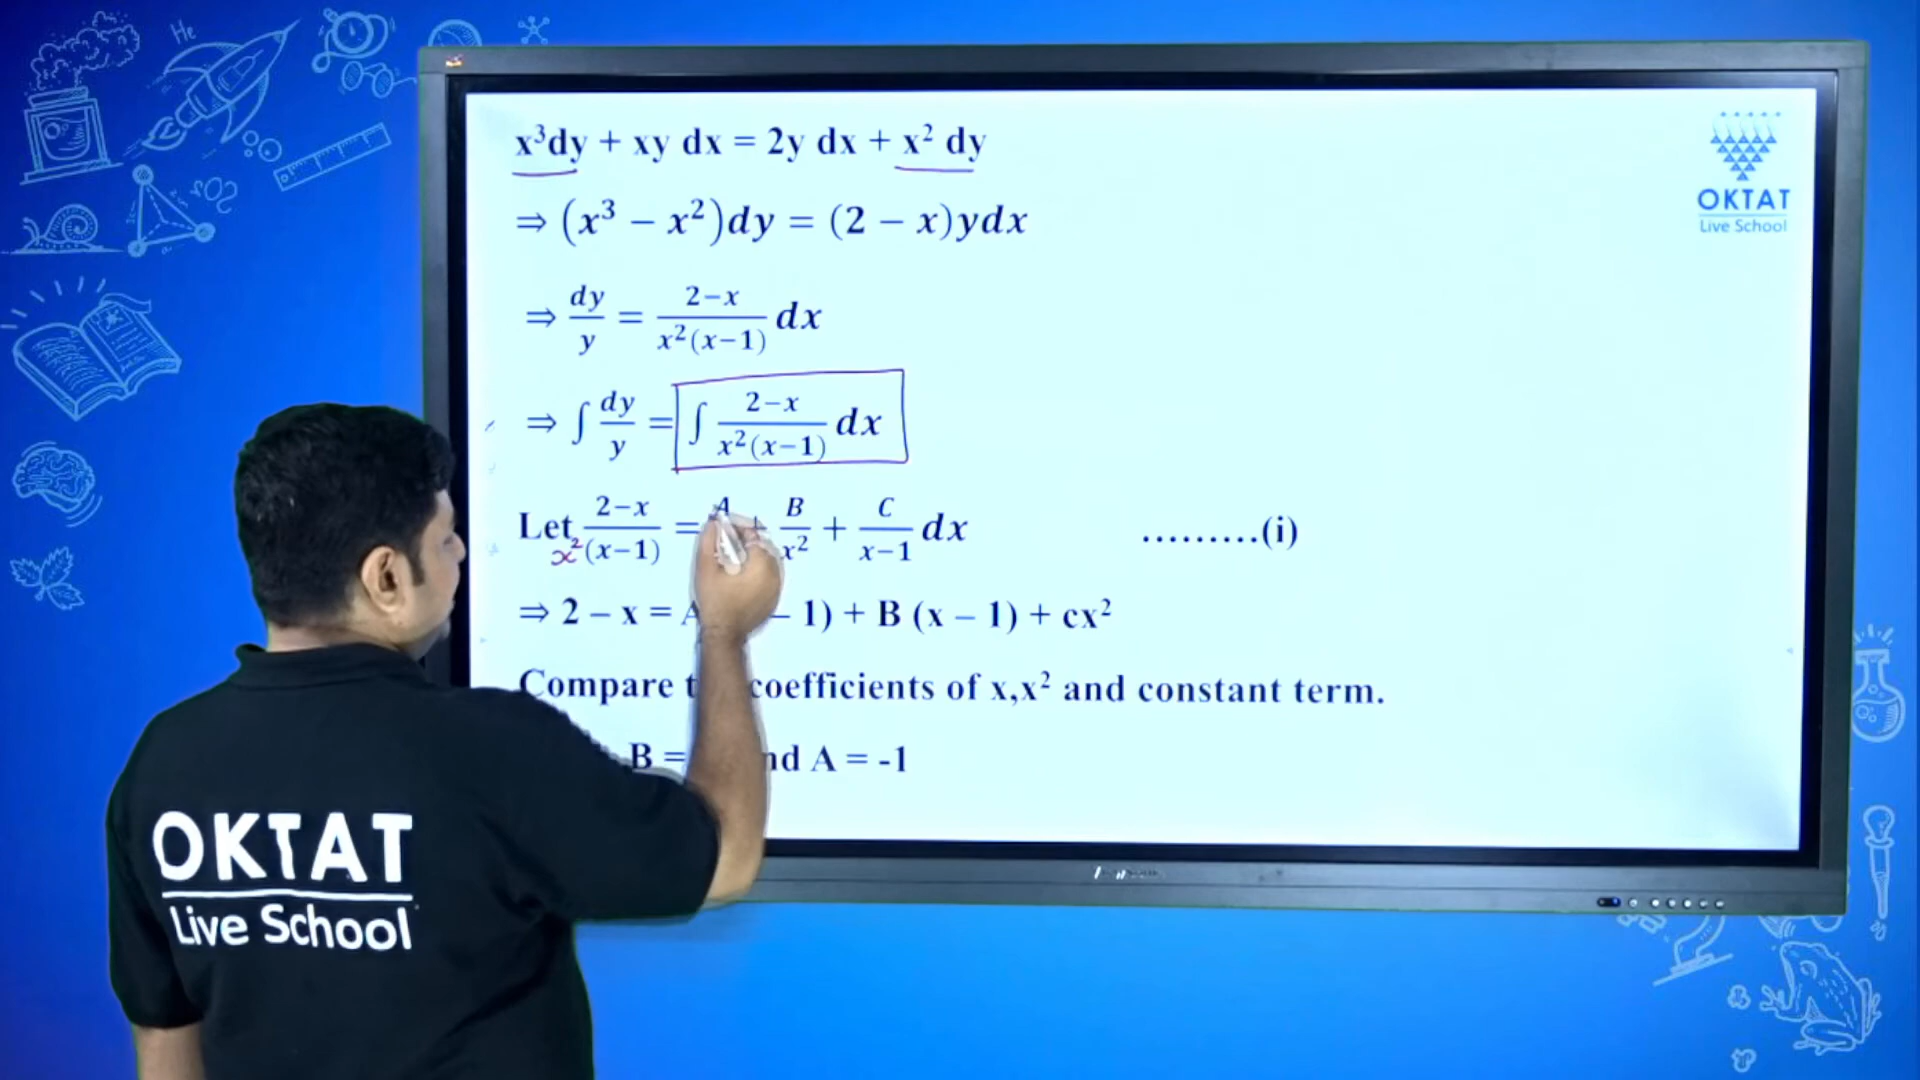 x³dy + xy dx = 2y dx + x² dy
⇒ (x³ − x²)dy = (2 − x)ydx
⇒ dy/y = 2−x/x²(x−1) dx
⇒ ∫ dy/y = ∫ 2−x/x²(x−1) dx
Let 2−x/x²(x−1) = A + B/x² + C/x−1 dx .........(i)
⇒ 2 – x = – 1) + B (x – 1) + cx²
Compare coefficients of x,x² and constant term.
B = A = -1
OKTAT
Live School
OKTAT
Live School
He